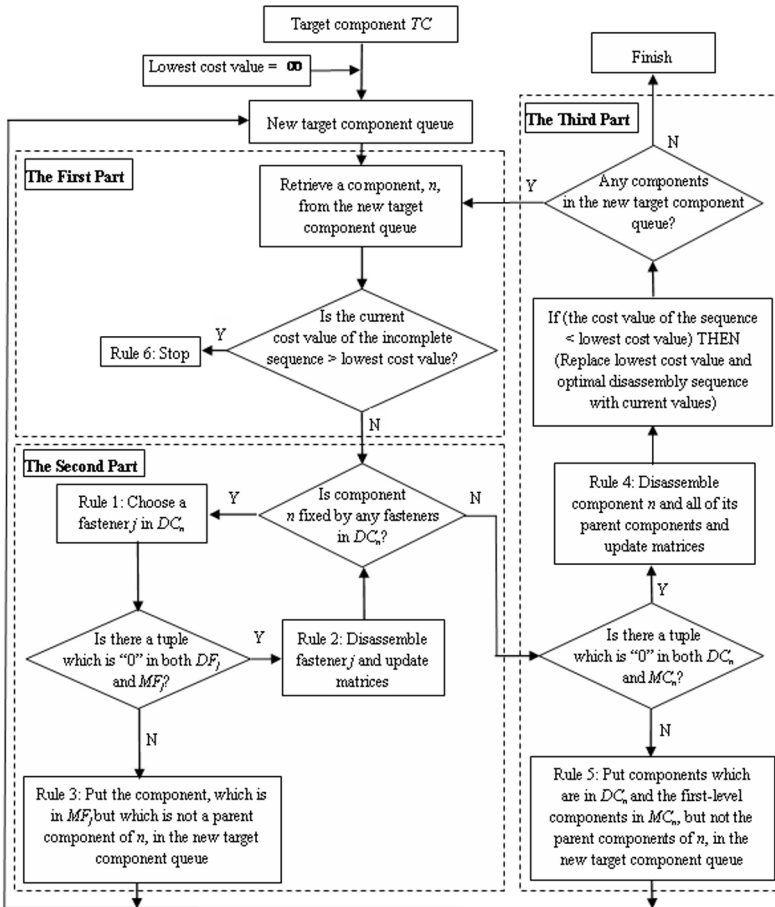 Target component TC
Lowest cost value = ∞
New target component queue
Finish
The First Part
Retrieve a component, n,
from the new target
component queue
Y
The Third Part
N
Any components
in the new target component
queue?
Is the current
cost value of the incomplete
sequence > lowest cost value?
Y
Rule 6: Stop
N
If (the cost value of the sequence
< lowest cost value) THEN
(Replace lowest cost value and
optimal disassembly sequence
with current values)
The Second Part
Rule 1: Choose a
fastener j in DCn
Y
Is component
n fixed by any fasteners
in DCn?
N
Rule 4: Disassemble
component n and all of its
parent components and
update matrices
Y
Is there a tuple
which is “0” in both DFj
and MFj?
Y
Rule 2: Disassemble
fastener j and update
matrices
Is there a tuple
which is “0” in both DCn
and MCn?
N
N
Rule 3: Put the component, which is
in MFj but which is not a parent
component of n, in the new target
component queue
Rule 5: Put components which
are in DCn and the first-level
components in MCn, but not the
parent components of n, in the
new target component queue